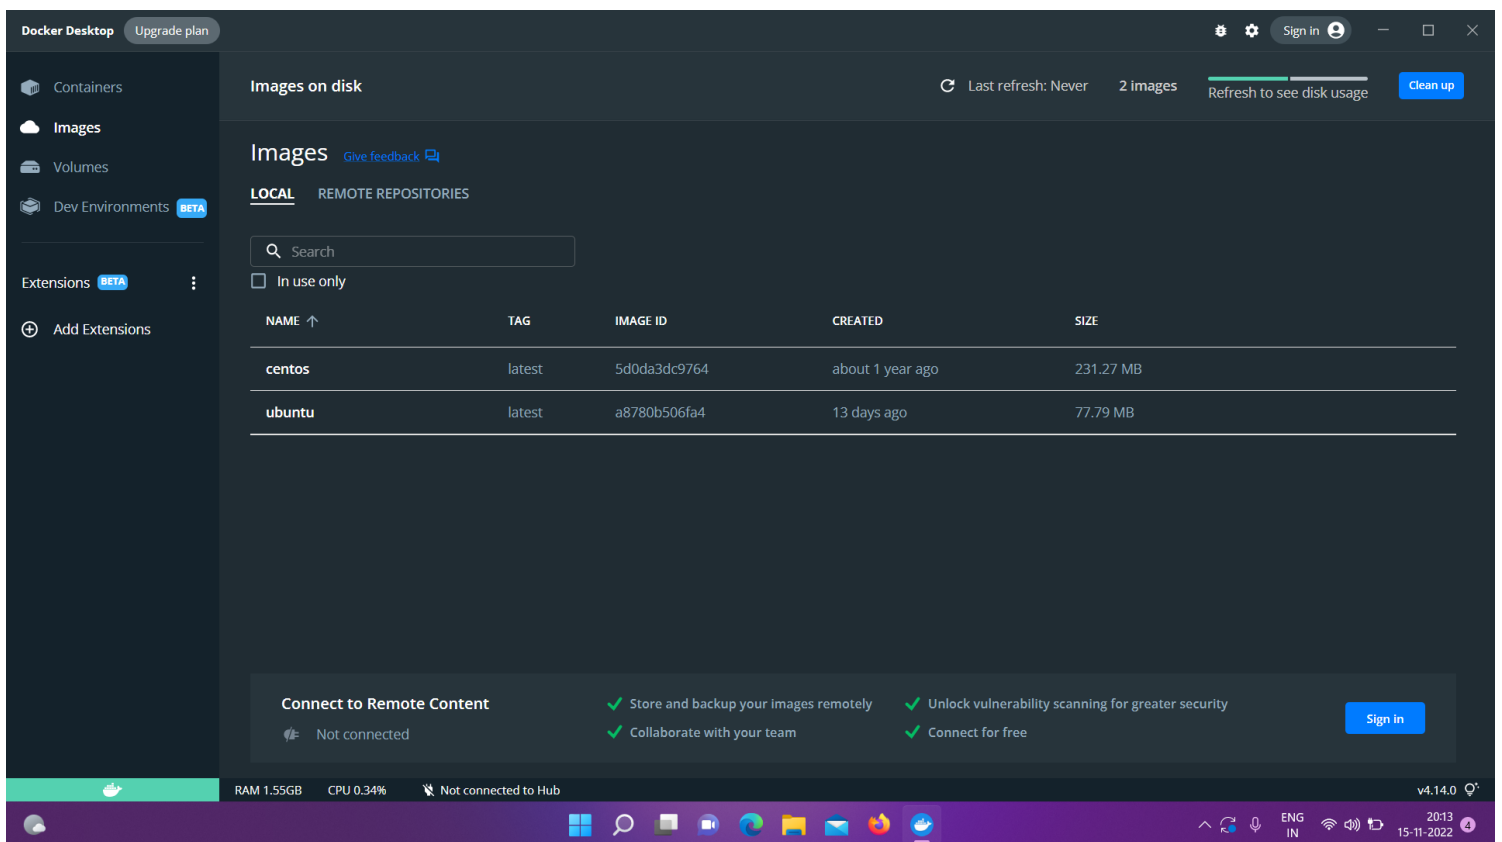 Docker Desktop Upgrade plan Sign in
Containers
Images
Volumes
Dev Environments BETA
Extensions BETA
Add Extensions
Images on disk Last refresh: Never 2 images Refresh to see disk usage Clean up
Images Give feedback
LOCAL REMOTE REPOSITORIES
Search
In use only
NAME TAG IMAGE ID CREATED SIZE
centos latest 5d0da3dc9764 about 1 year ago 231.27 MB
ubuntu latest a8780b506fa4 13 days ago 77.79 MB
Connect to Remote Content
Not connected
Store and backup your images remotely
Collaborate with your team
Unlock vulnerability scanning for greater security
Connect for free
Sign in
RAM 1.55GB CPU 0.34% Not connected to Hub v4.14.0
ENG
IN
20:13
15-11-2022
4